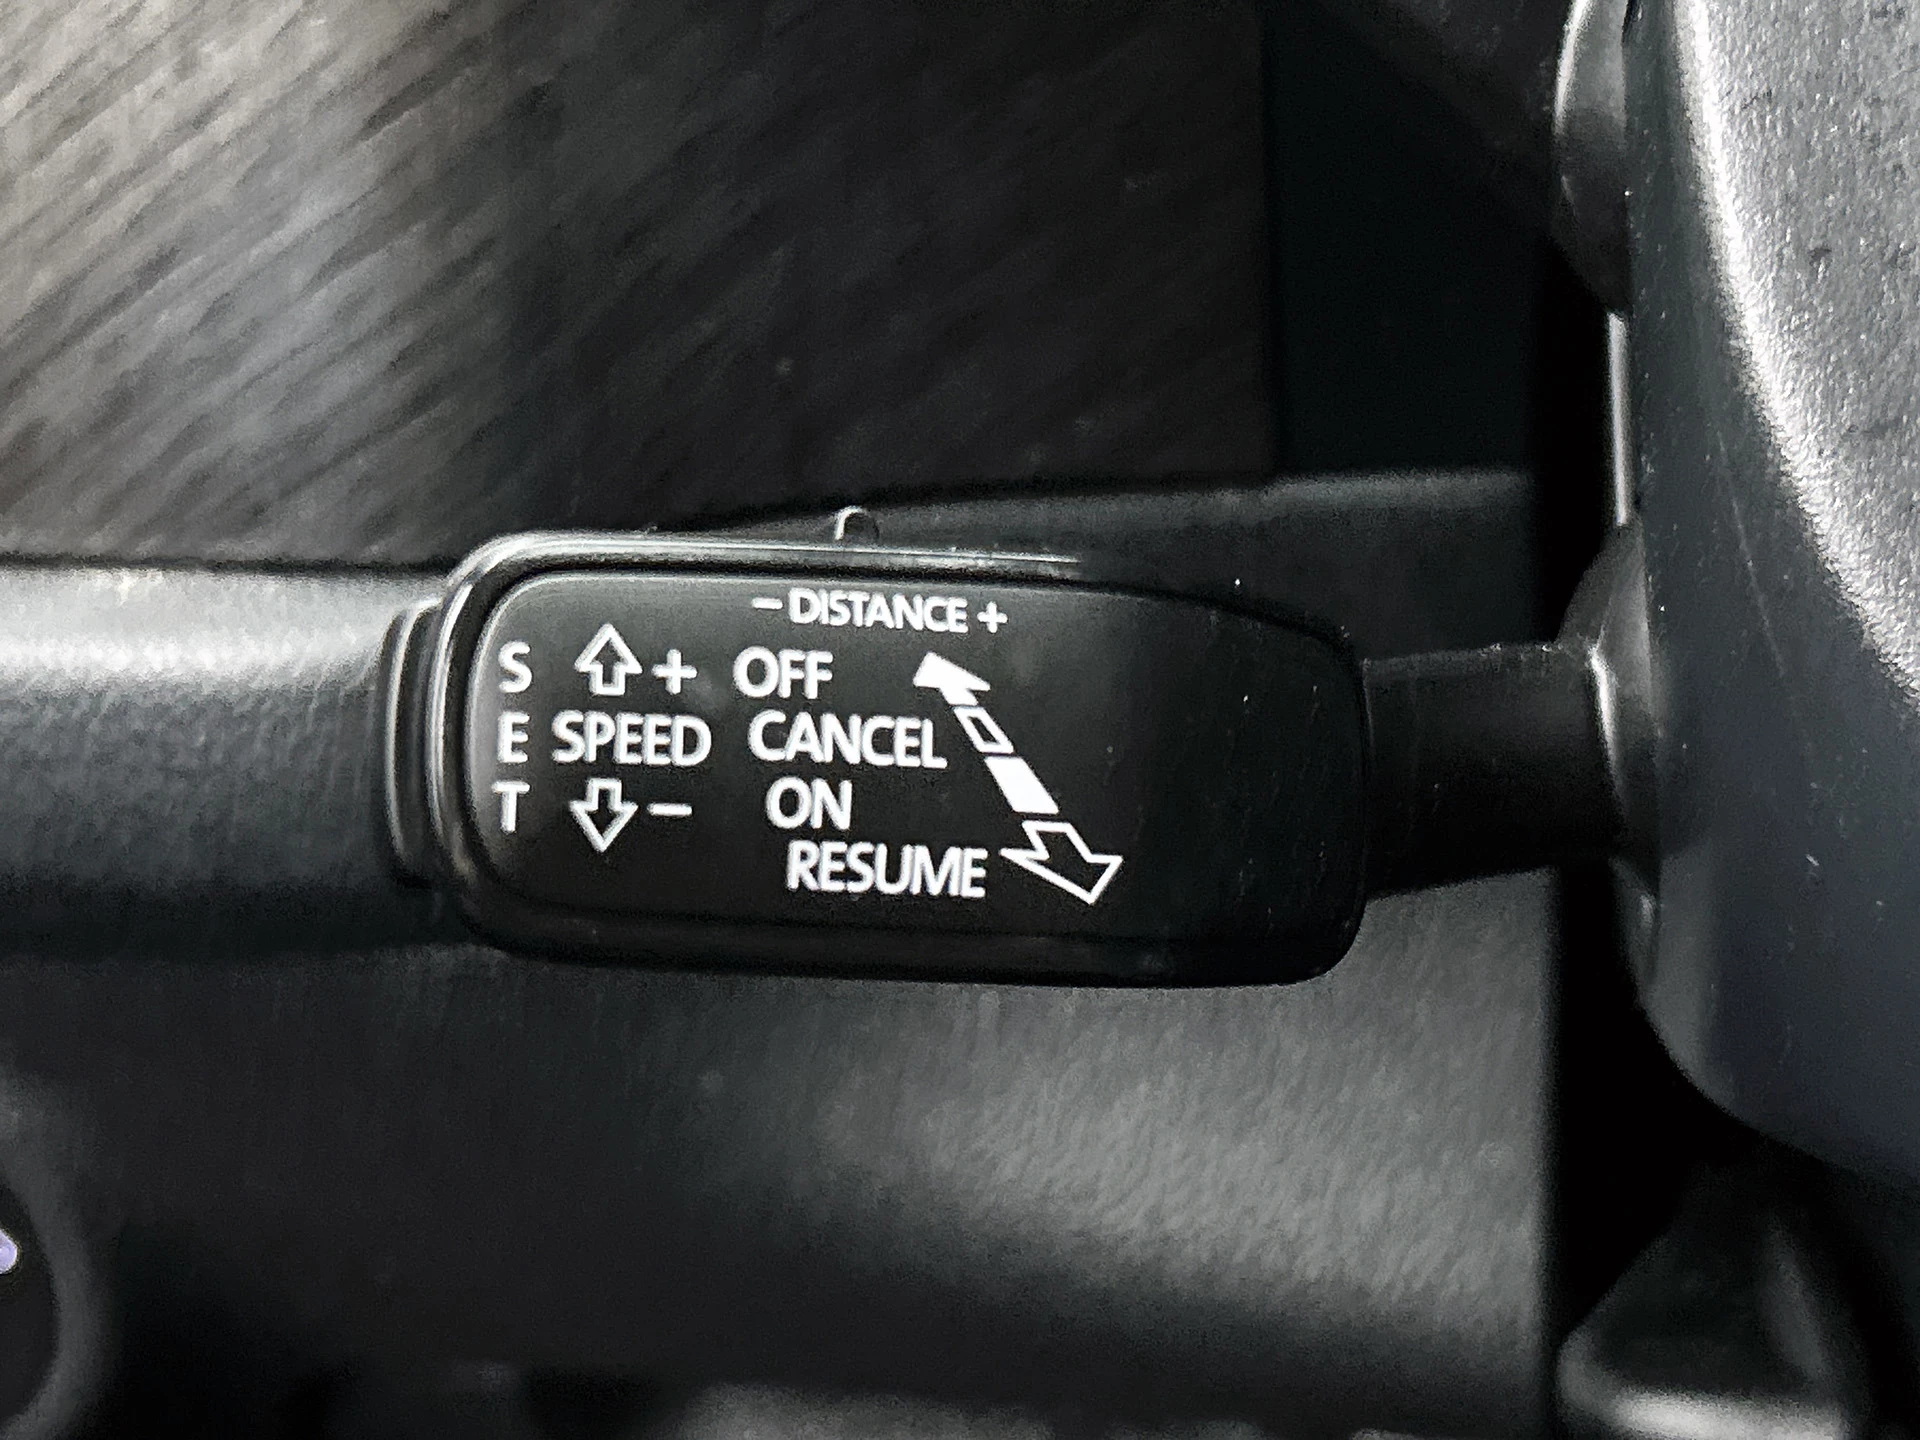 – DISTANCE +
S + OFF
E SPEED CANCEL
T – ON
RESUME